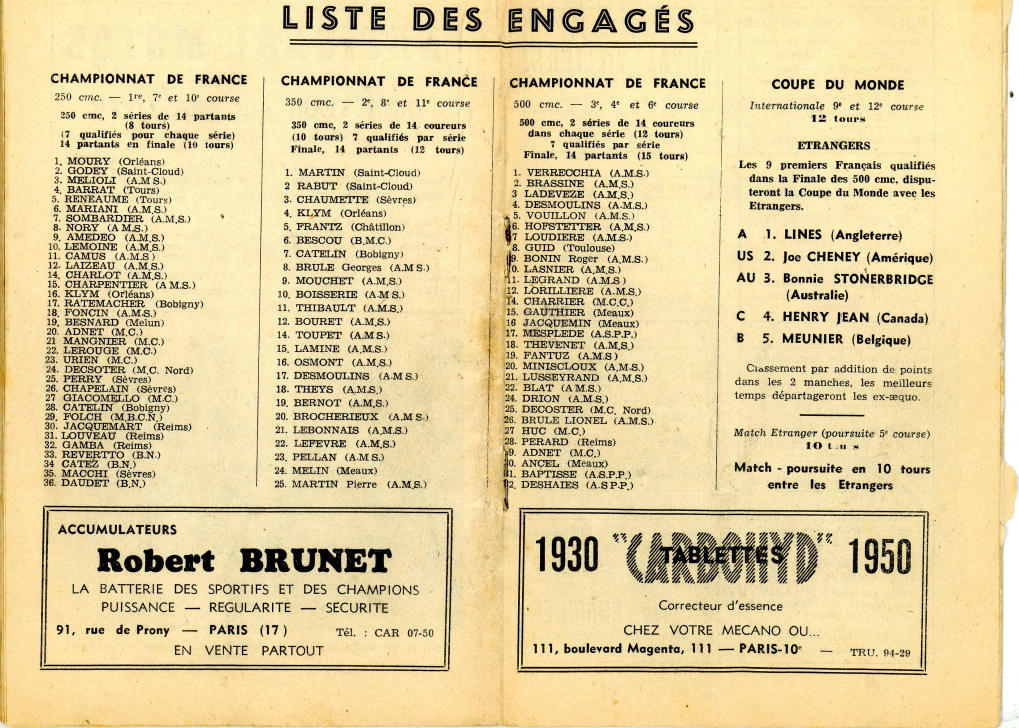 LISTE DES ENGAGÉS
CHAMPIONNAT DE FRANCE
250 cmc. — 1re, 7e et 10e course
250 cmc, 2 séries de 14 partants
(8 tours)
(7 qualifiés pour chaque série)
14 partants en finale (10 tours)
1. MOURY (Orléans)
2. GODEY (Saint-Cloud)
3. MELIOLI (A.M S.)
4. BARRAT (Tours)
5. RENEAUME (Tours)
6. MARIANI (A.M.S.)
7. SOMBARDIER (A.M.S.)
8. NORY (A M.S.)
9. AMEDEO (A.M.S.)
10. LEMOINE (A.M.S.)
11. CAMUS (A.M S.)
12. LAIZEAU (A.M.S.)
14. CHARLOT (A.M.S.)
15. CHARPENTIER (A M.S.)
16. KLYM (Orléans)
17. RATEMACHER (Bobigny)
18. FONCIN (A.M.S.)
19. BESNARD (Melun)
20. ADNET (M.C.)
21 MANGNIER (M.C.)
22. LEROUGE (M.C.)
23. URIEN (M.C.)
24. DECSOTER (M.C. Nord)
25. PERRY (Sèvres)
26. CHAPELAIN (Sèvres)
27 GIACOMELLO (M.C.)
28. CATELIN (Bobigny)
29. FOLCH (M.B.C.N.)
30. JACQUEMART (Reims)
31. LOUVEAU (Reims)
32. GAMBA (Reims)
33. REVERTTO (B.N.)
34 CATEZ (B.N.)
35. MACCHI (Sèvres)
36. DAUDET (B.N.)
CHAMPIONNAT DE FRANCE
350 cmc. — 2e, 8e et 11e course
350 cmc, 2 séries de 14 coureurs
(10 tours) 7 qualifiés par série
Finale, 14 partants (12 tours)
1. MARTIN (Saint-Cloud)
2 RABUT (Saint-Cloud)
3. CHAUMETTE (Sèvres)
4. KLYM (Orléans)
5. FRANTZ (Châtillon)
6. BESCOU (B.M.C.)
7. CATELIN (Bobigny)
8. BRULE Georges (A.M S.)
9. MOUCHET (A.M.S.)
10. BOISSERIE (A.M S.)
11. THIBAULT (A.M.S.)
12. BOURET (A.M.S.)
14. TOUPET (A.M S.)
15. LAMINE (A.M.S.)
16. OSMONT (A.M.S.)
17. DESMOULINS (A.M S.)
18. THEYS (A.M.S.)
19. BERNOT (A.M.S.)
20. BROCHERIEUX (A.M S.)
21. LEBONNAIS (A.M.S.)
22. LEFEVRE (A.M.S.)
23. PELLAN (A.M S.)
24. MELIN (Meaux)
25. MARTIN Pierre (A.M.S.)
CHAMPIONNAT DE FRANCE
500 cmc. — 3e, 4e et 6e course
500 cmc, 2 séries de 14 coureurs
dans chaque série (12 tours)
7 qualifiés par série
Finale, 14 partants (15 tours)
1. VERRECCHIA (A.M.S.)
2. BRASSINE (A.M.S.)
3 LADEVEZE (A.M.S.)
4. DESMOULINS (A.M.S.)
5. VOUILLON (A.M.S.)
6. HOFSTETTER (A.M.S.)
7 LOUDIERE (A.M.S.)
8. GUID (Toulouse)
9. BONIN Roger (A.M.S.)
0. LASNIER (A.M.S.)
11. LEGRAND (A.M.S.)
12. LORILLIERE (A.M.S.)
14. CHARRIER (M.C.C.)
15. GAUTHIER (Meaux)
16 JACQUEMIN (Meaux)
17. MESPLEDE (A.S.P.P.)
18. THEVENET (A.M.S.)
19. FANTUZ (A.M.S)
20. MINISCLOUX (A.M.S.)
21. LUSSEYRAND (A.M.S.)
22. BLAT (A M.S.)
24. DRION (A.M.S.)
25. DECOSTER (M.C. Nord)
26. BRULE LIONEL (A.M.S.)
27 HUC (M.C.)
28. PERARD (Reims)
9. ADNET (M.C.)
0. ANCEL (Meaux)
1. BAPTISSE (A.S.P.P.)
2. DESHAIES (A.S P.P.)
COUPE DU MONDE
Internationale 9e et 12e course
12 tours
ETRANGERS
Les 9 premiers Français qualifiés
dans la Finale des 500 cmc, dispu-
teront la Coupe du Monde avec les
Etrangers.
A 1. LINES (Angleterre)
US 2. Joe CHENEY (Amérique)
AU 3. Bonnie STONERBRIDGE
(Australie)
C 4. HENRY JEAN (Canada)
B 5. MEUNIER (Belgique)
Classement par addition de points
dans les 2 manches, les meilleurs
temps départageront les ex-æquo.
Match Etranger (poursuite 5e course)
10
Match - poursuite en 10 tours
entre les Etrangers
ACCUMULATEURS
Robert BRUNET
LA BATTERIE DES SPORTIFS ET DES CHAMPIONS
PUISSANCE — REGULARITE — SECURITE
91, rue de Prony — PARIS (17) Tél. : CAR 07-50
EN VENTE PARTOUT
1930 TABLETTES "CARBOHYD" 1950
Correcteur d'essence
CHEZ VOTRE MECANO OU...
111, boulevard Magenta, 111 — PARIS-10e — TRU. 94-29